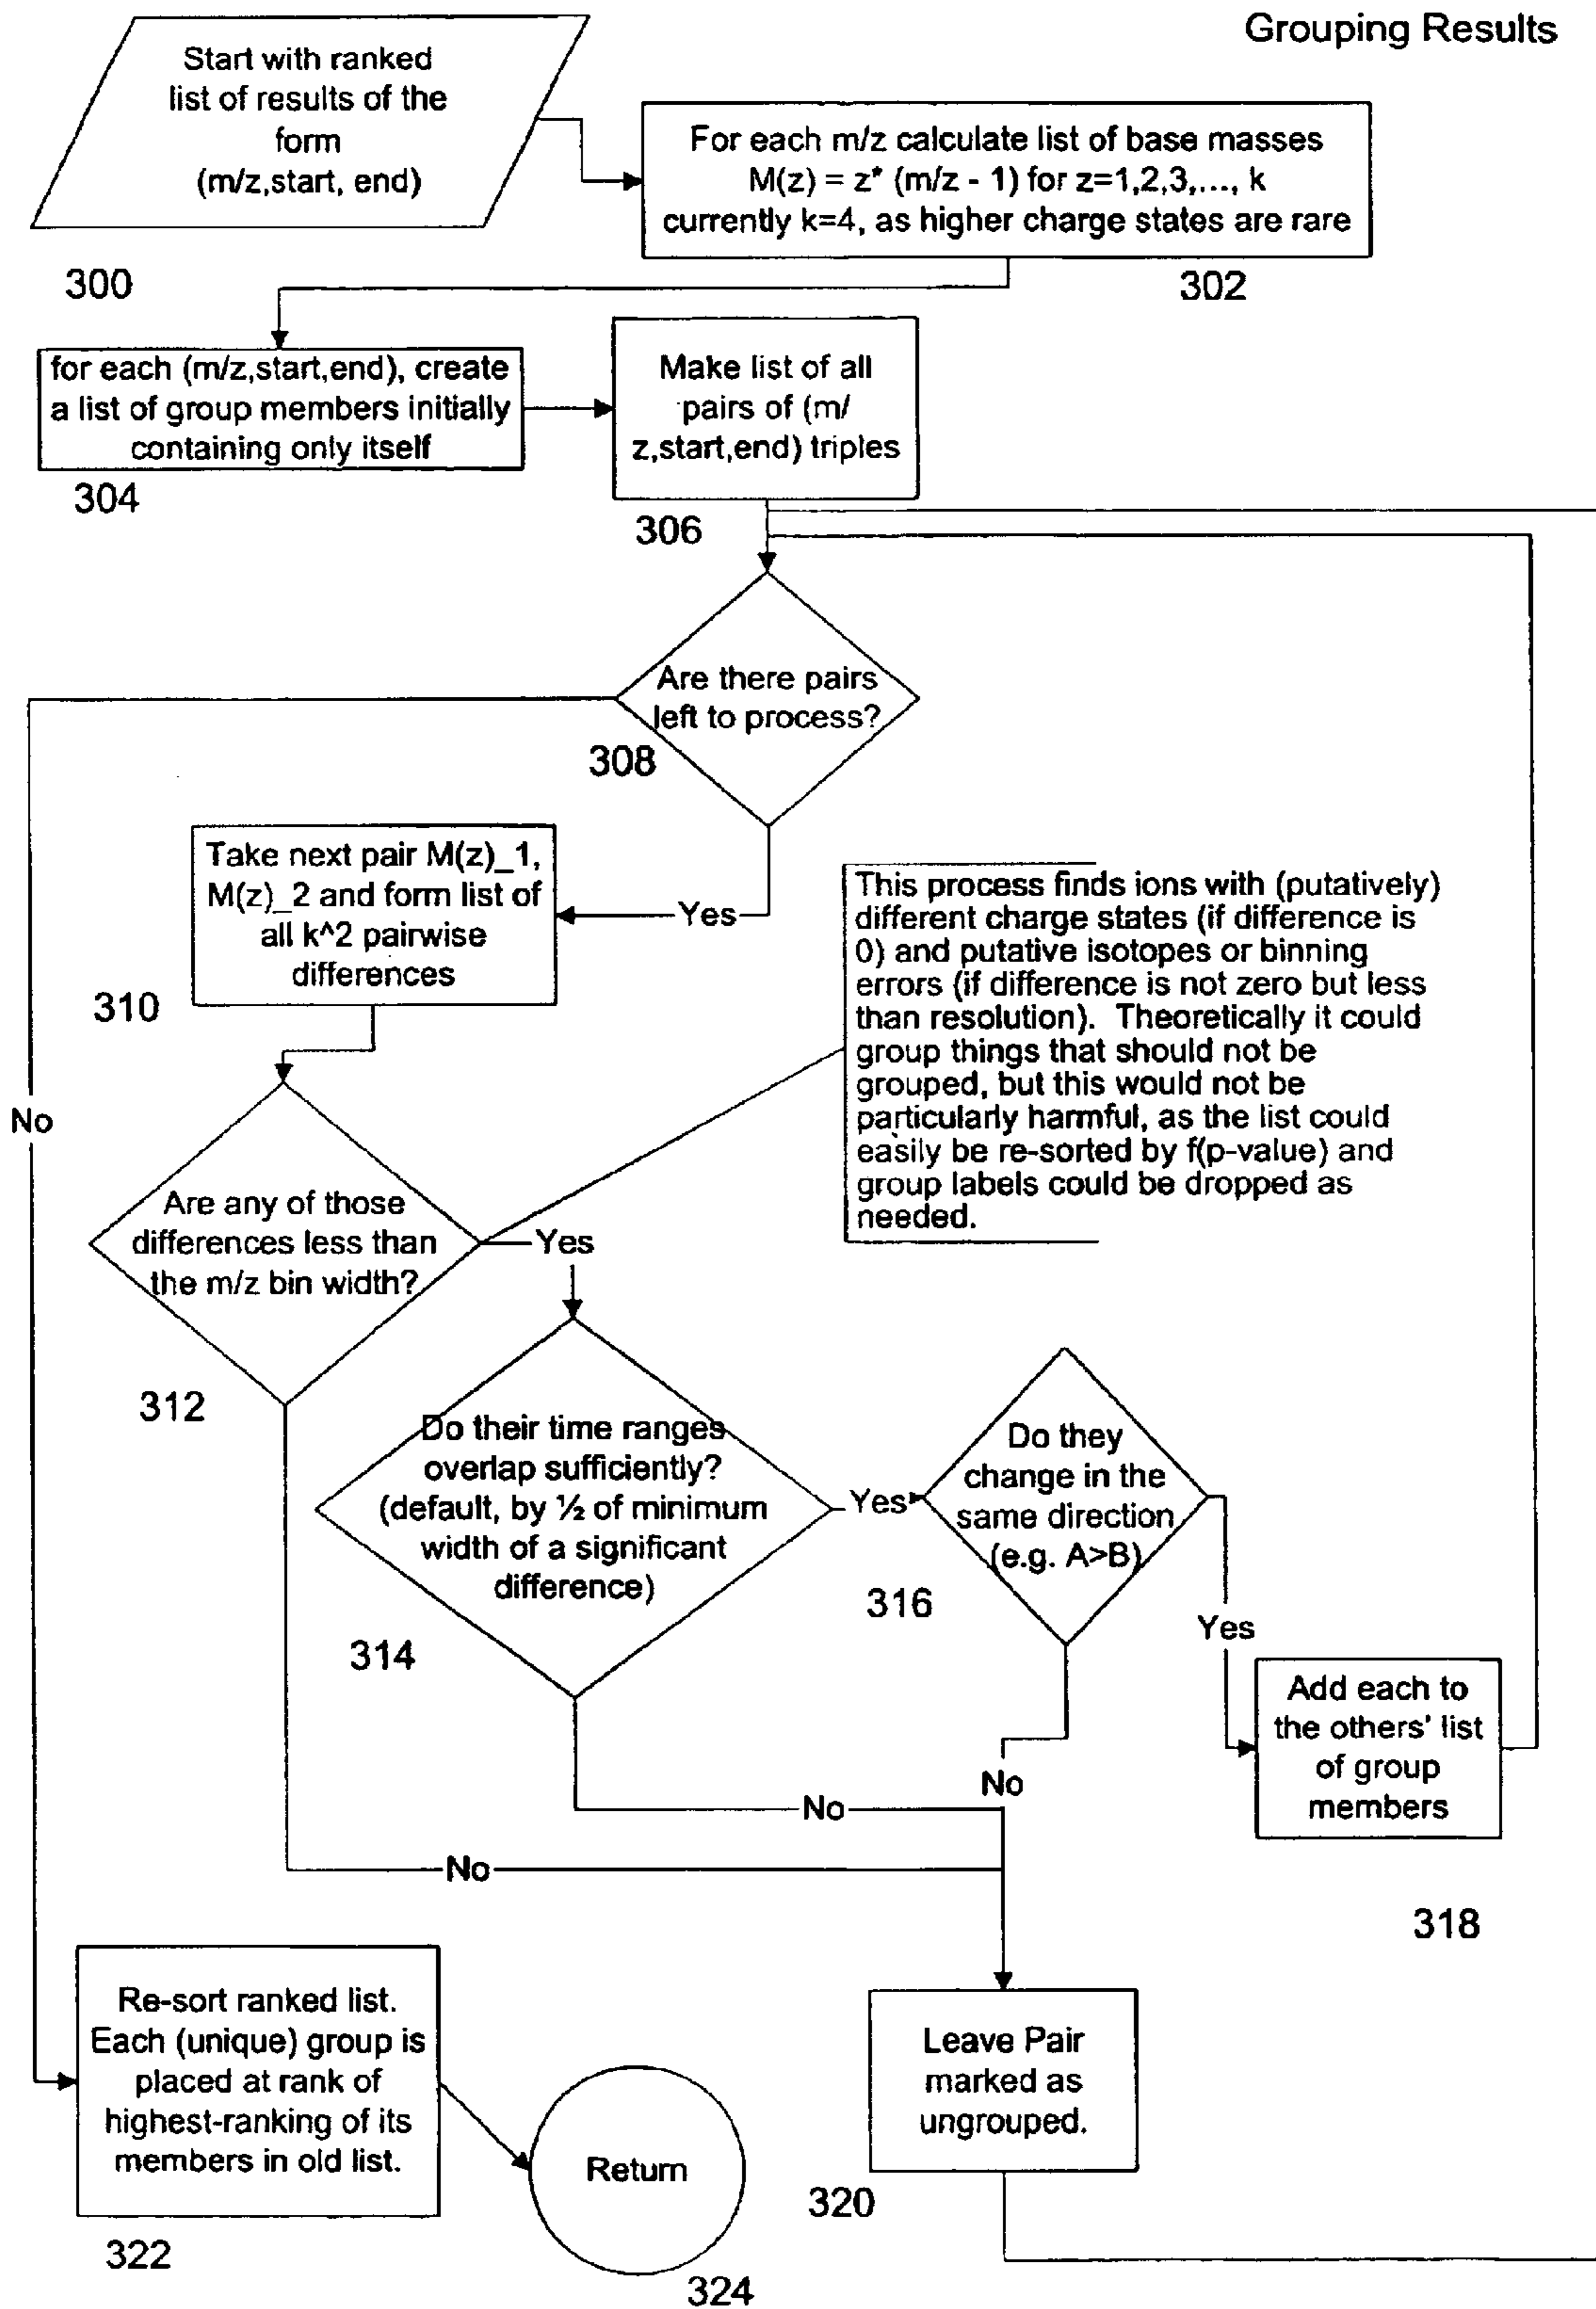 Grouping Results
Start with ranked
list of results of the
form
(m/z,start, end)
300
For each m/z calculate list of base masses
M(z) = z* (m/z - 1) for z=1,2,3,..., k
currently k=4, as higher charge states are rare
302
for each (m/z,start,end), create
a list of group members initially
containing only itself
304
Make list of all
pairs of (m/
z,start,end) triples
306
Are there pairs
left to process?
308
Yes
No
Take next pair M(z)_1,
M(z)_2 and form list of
all k^2 pairwise
differences
310
This process finds ions with (putatively)
different charge states (if difference is
0) and putative isotopes or binning
errors (if difference is not zero but less
than resolution). Theoretically it could
group things that should not be
grouped, but this would not be
particularly harmful, as the list could
easily be re-sorted by f(p-value) and
group labels could be dropped as
needed.
Are any of those
differences less than
the m/z bin width?
312
Yes
No
Do their time ranges
overlap sufficiently?
(default, by ½ of minimum
width of a significant
difference)
314
Yes
No
Do they
change in the
same direction
(e.g. A>B)
316
Yes
No
Add each to
the others' list
of group
members
318
Leave Pair
marked as
ungrouped.
320
Re-sort ranked list.
Each (unique) group is
placed at rank of
highest-ranking of its
members in old list.
322
Return
324